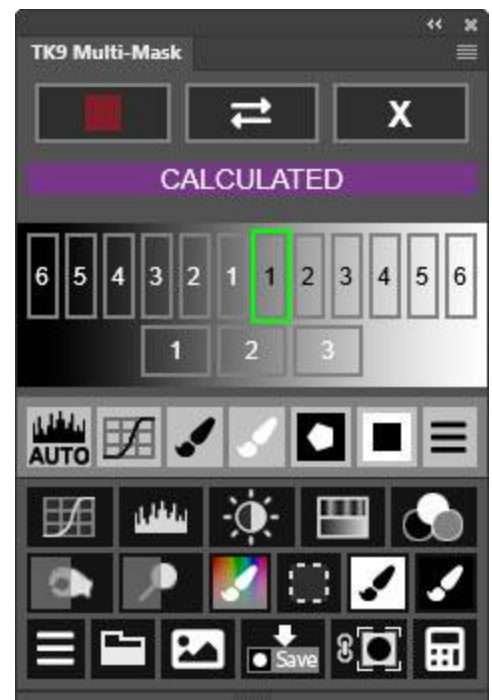 TK9 Multi-Mask
X
CALCULATED
6 5 4 3 2 1 1 2 3 4 5 6
1 2 3
AUTO
Save